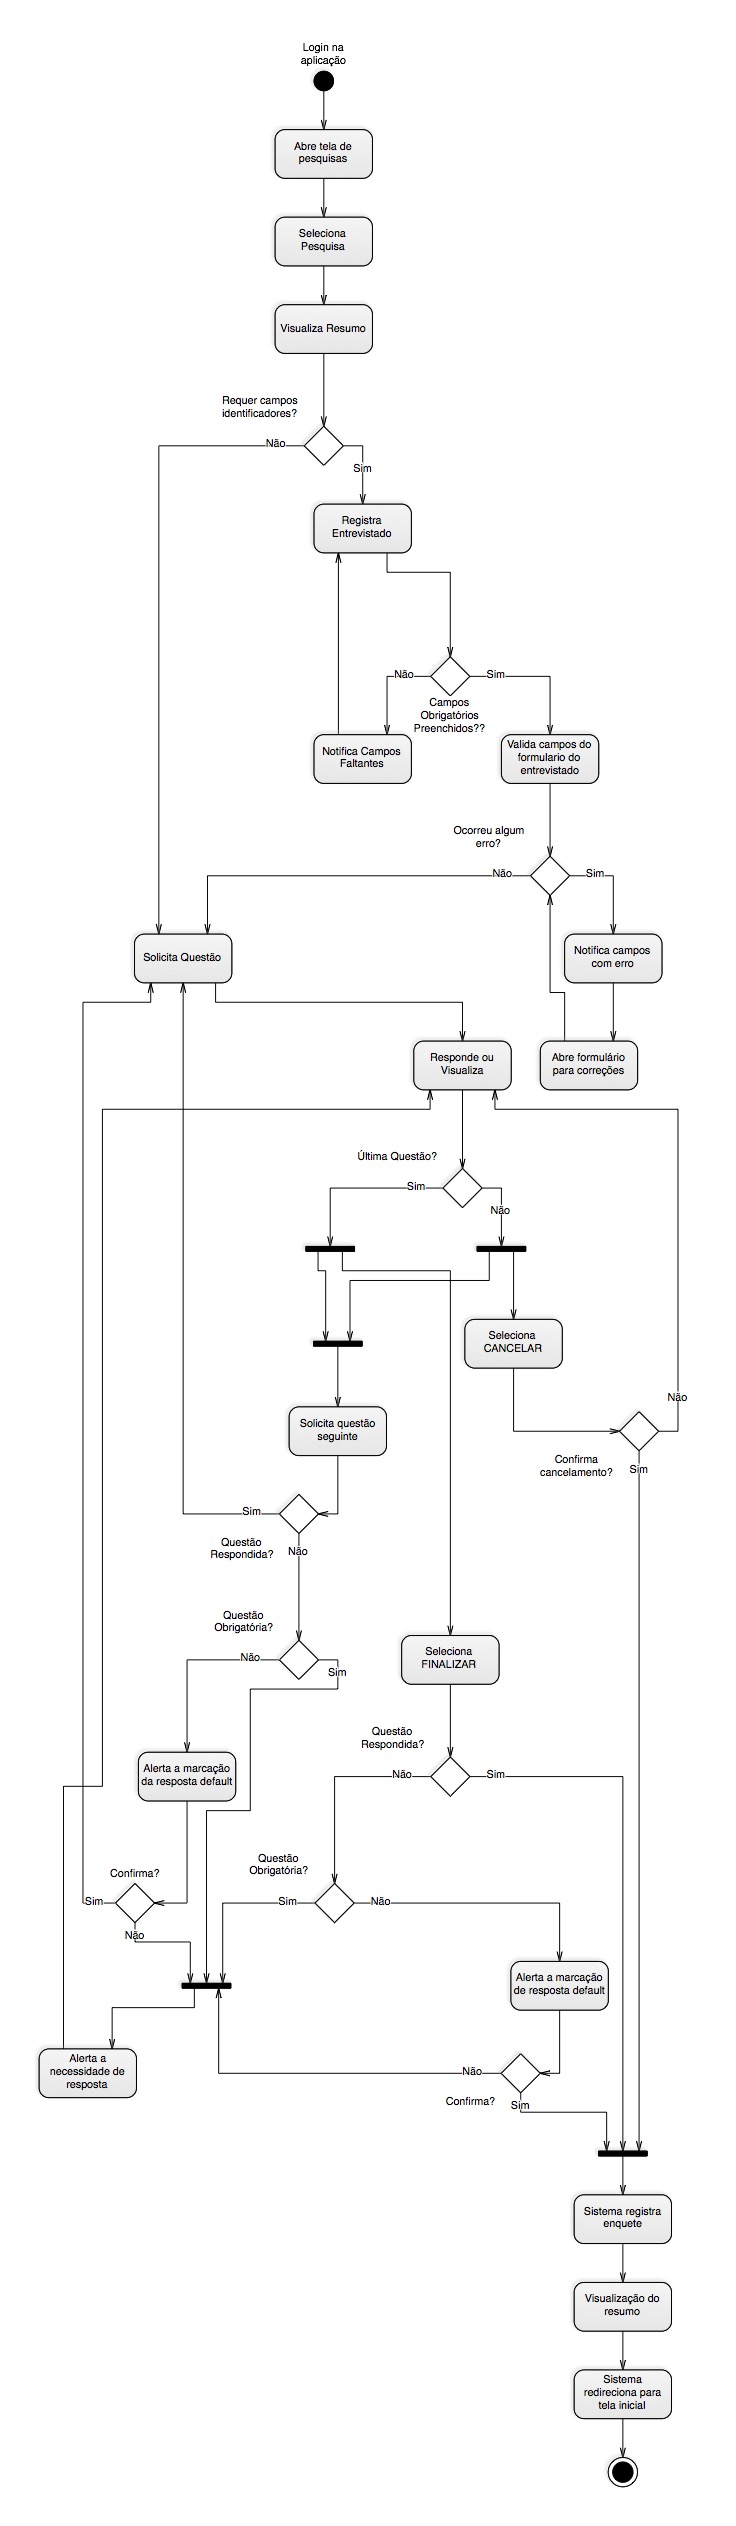 Login na
aplicação
Abre tela de
pesquisas
Seleciona
Pesquisa
Visualiza Resumo
Requer campos
identificadores?
Não
Sim
Registra
Entrevistado
Não
Sim
Campos
Obrigatórios
Preenchidos??
Notifica Campos
Faltantes
Valida campos do
formulario do
entrevistado
Ocorreu algum
erro?
Não
Sim
Solicita Questão
Notifica campos
com erro
Responde ou
Visualiza
Abre formulário
para correções
Última Questão?
Sim
Não
Seleciona
CANCELAR
Não
Solicita questão
seguinte
Confirma
cancelamento?
Sim
Sim
Questão
Respondida?
Não
Questão
Obrigatória?
Não
Sim
Seleciona
FINALIZAR
Questão
Respondida?
Não
Sim
Alerta a marcação
da resposta default
Questão
Obrigatória?
Confirma?
Sim
Não
Sim
Não
Alerta a marcação
de resposta default
Alerta a
necessidade de
resposta
Não
Confirma?
Sim
Sistema registra
enquete
Visualização do
resumo
Sistema
redireciona para
tela inicial